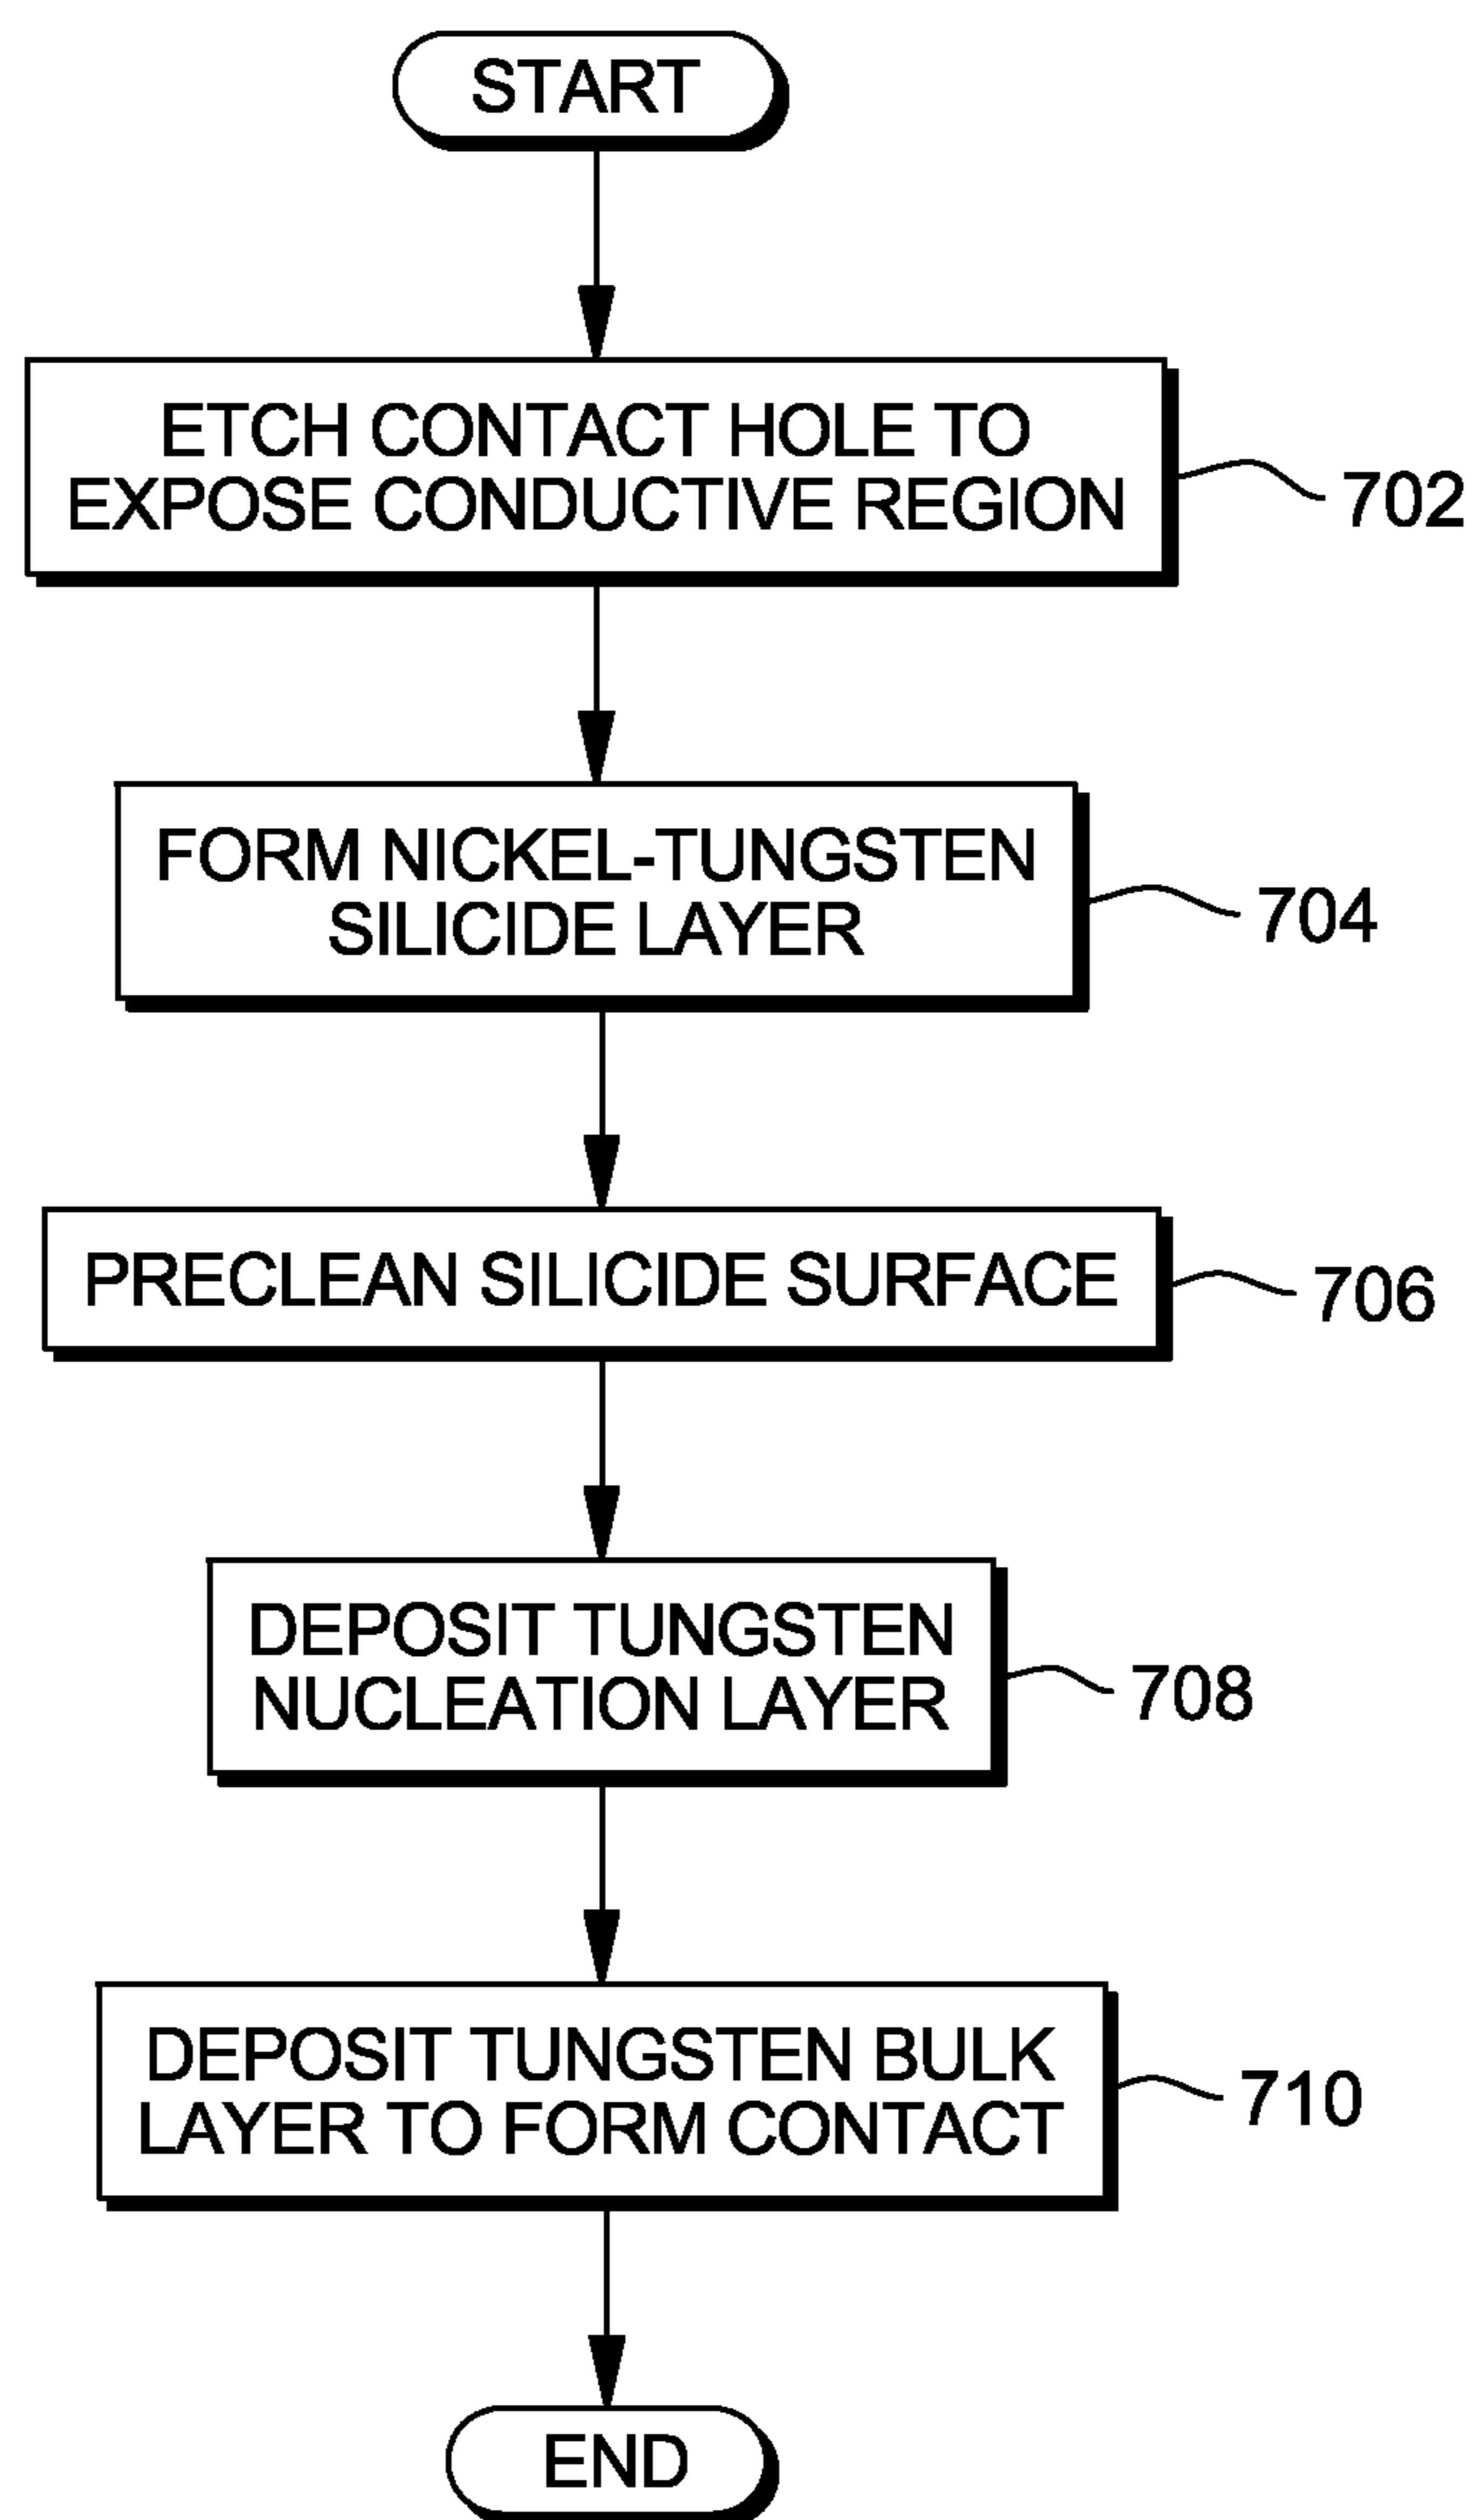 START
ETCH CONTACT HOLE TO
EXPOSE CONDUCTIVE REGION
702
FORM NICKEL-TUNGSTEN
SILICIDE LAYER
704
PRECLEAN SILICIDE SURFACE
706
DEPOSIT TUNGSTEN
NUCLEATION LAYER
708
DEPOSIT TUNGSTEN BULK
LAYER TO FORM CONTACT
710
END